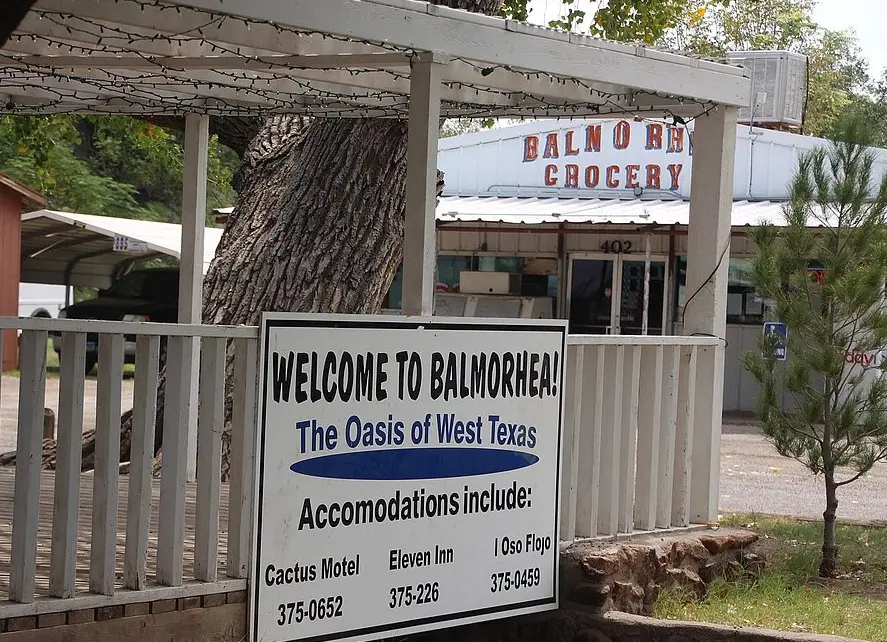 BALNORH
GROCERY
402
WELCOME TO BALMORHEA!
The Oasis of West Texas
Accomodations include:
Cactus Motel Eleven Inn I Oso Flojo
375-0652 375-226 375-0459